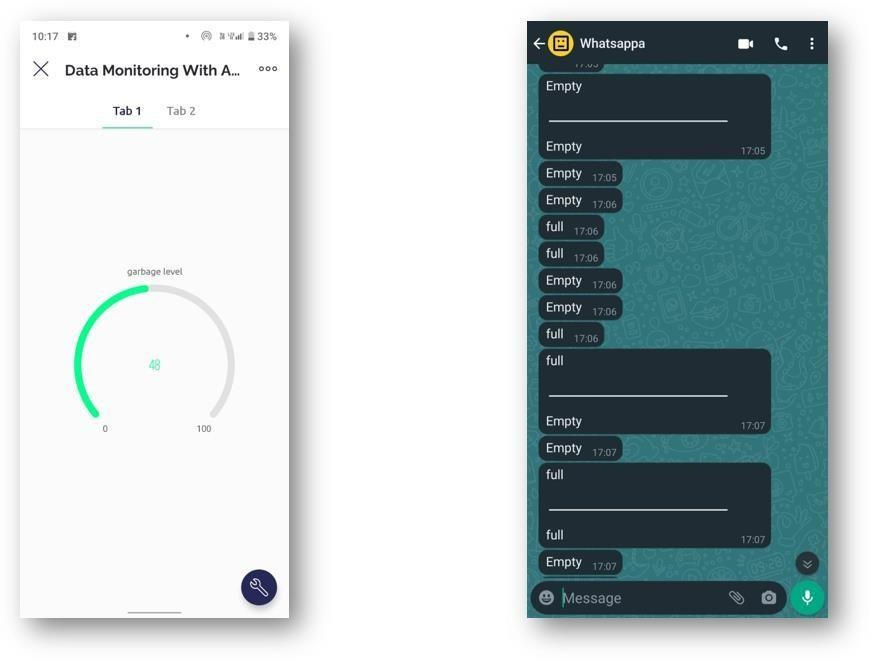 10:17
33%
Data Monitoring With A...
Tab 1 Tab 2
garbage level
48
0 100
Whatsappa
17:05
Empty
Empty 17:05
Empty 17:05
Empty 17:06
full 17:06
full 17:06
Empty 17:06
Empty 17:06
full 17:06
full
Empty 17:07
Empty 17:07
full
full 17:07
Empty 17:07
Message